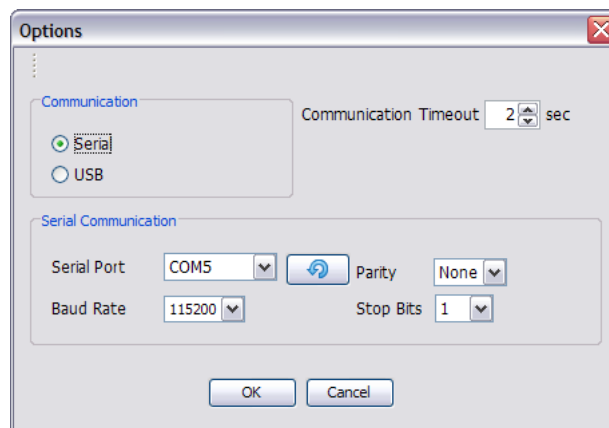 Options
Communication
Communication Timeout 2 sec
Serial
USB
Serial Communication
Serial Port COM5 Parity None
Baud Rate 115200 Stop Bits 1
OK Cancel